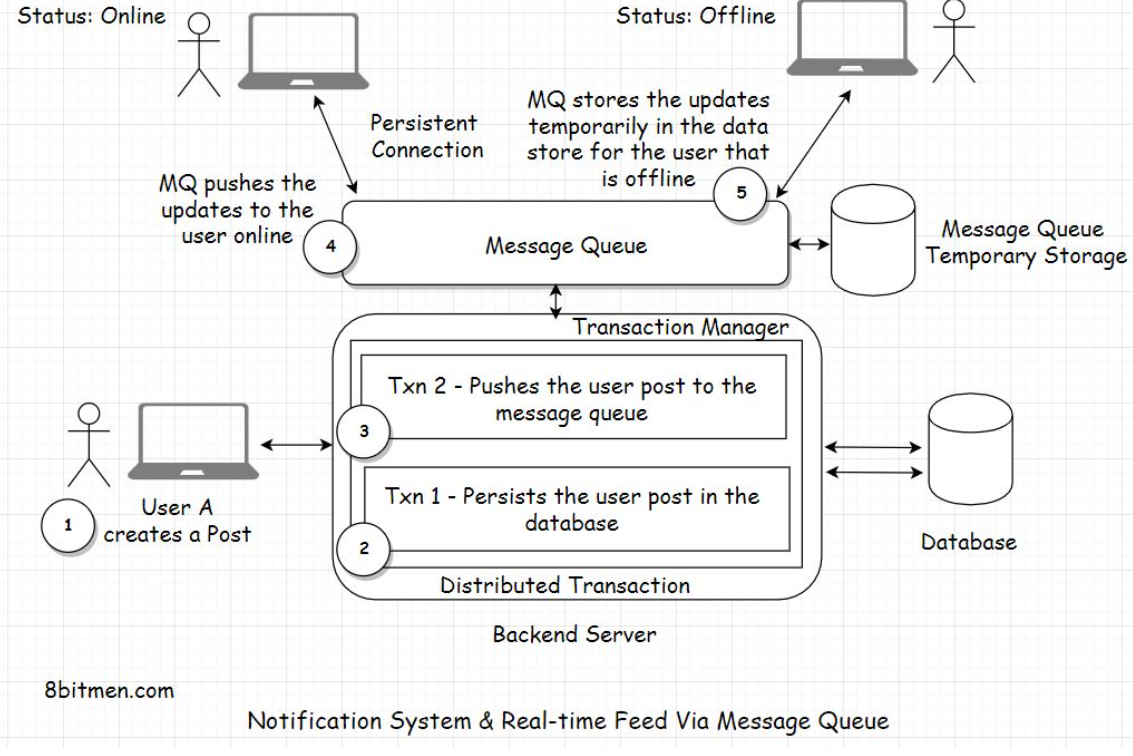 Status: Online
Status: Offline
Persistent
Connection
MQ stores the updates
temporarily in the data
store for the user that
is offline
5
MQ pushes the
updates to the
user online
4
Message Queue
Message Queue
Temporary Storage
Transaction Manager
Txn 2 - Pushes the user post to the
message queue
3
Txn 1 - Persists the user post in the
database
2
1
User A
creates a Post
Database
Distributed Transaction
Backend Server
8bitmen.com
Notification System & Real-time Feed Via Message Queue